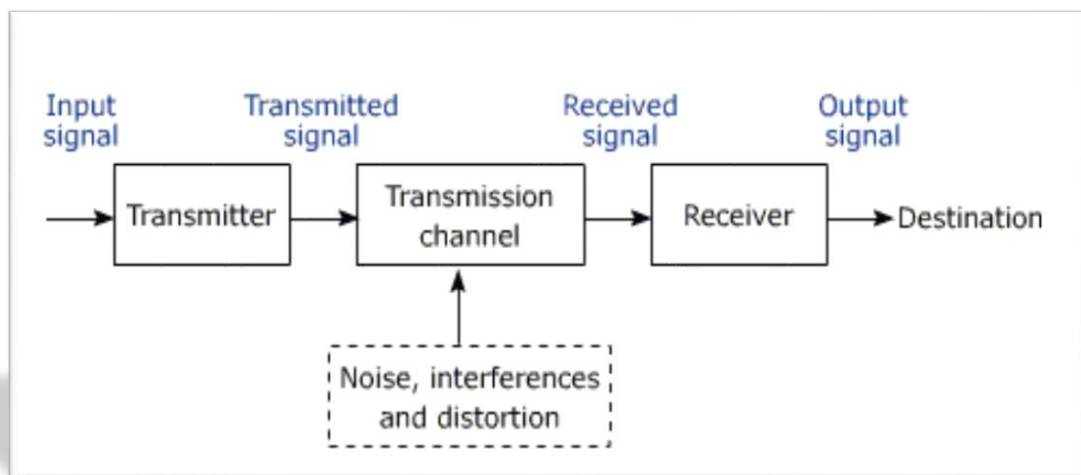 Input
signal
Transmitted
signal
Received
signal
Output
signal
Transmitter
Transmission
channel
Receiver
Destination
Noise, interferences
and distortion